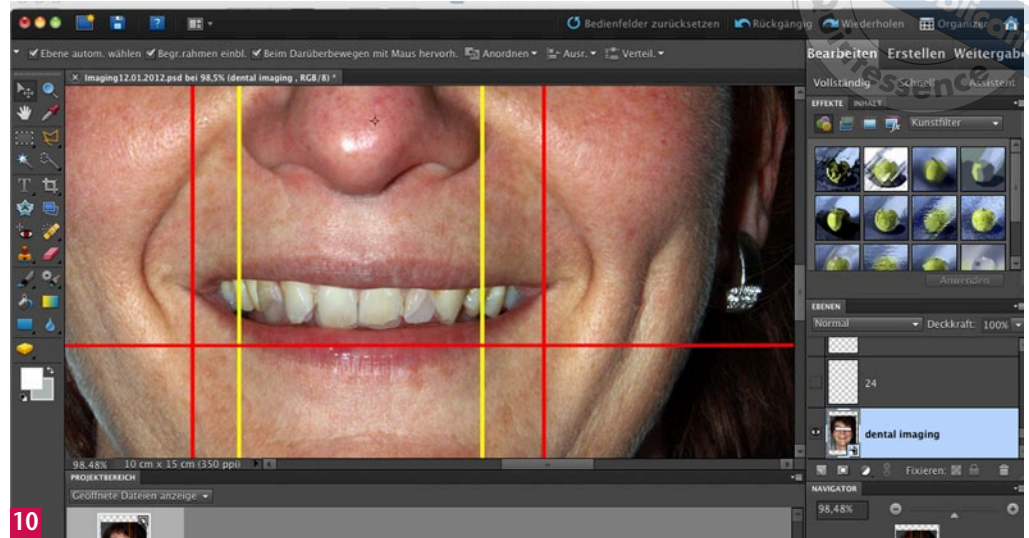 Bedienfelder zurücksetzen Rückgängig Wiederholen Organizer
Ebene autom. wählen Begr.rahmen einbl. Beim Darüberbewegen mit Maus hervorh. Anordnen Ausr. Verteil.
Bearbeiten Erstellen Weitergabe
Imaging12.01.2012.psd bei 98,5% (dental imaging , RGB/8) *
Vollständig Schnell Assistent
EFFEKTE INHALT
Kunstfilter
Anwenden
EBENEN
Normal Deckkraft: 100%
24
dental imaging
98,48% 10 cm x 15 cm (350 ppi)
Fixieren:
PROJEKTBEREICH
Geöffnete Dateien anzeige
NAVIGATOR
98,48%
10